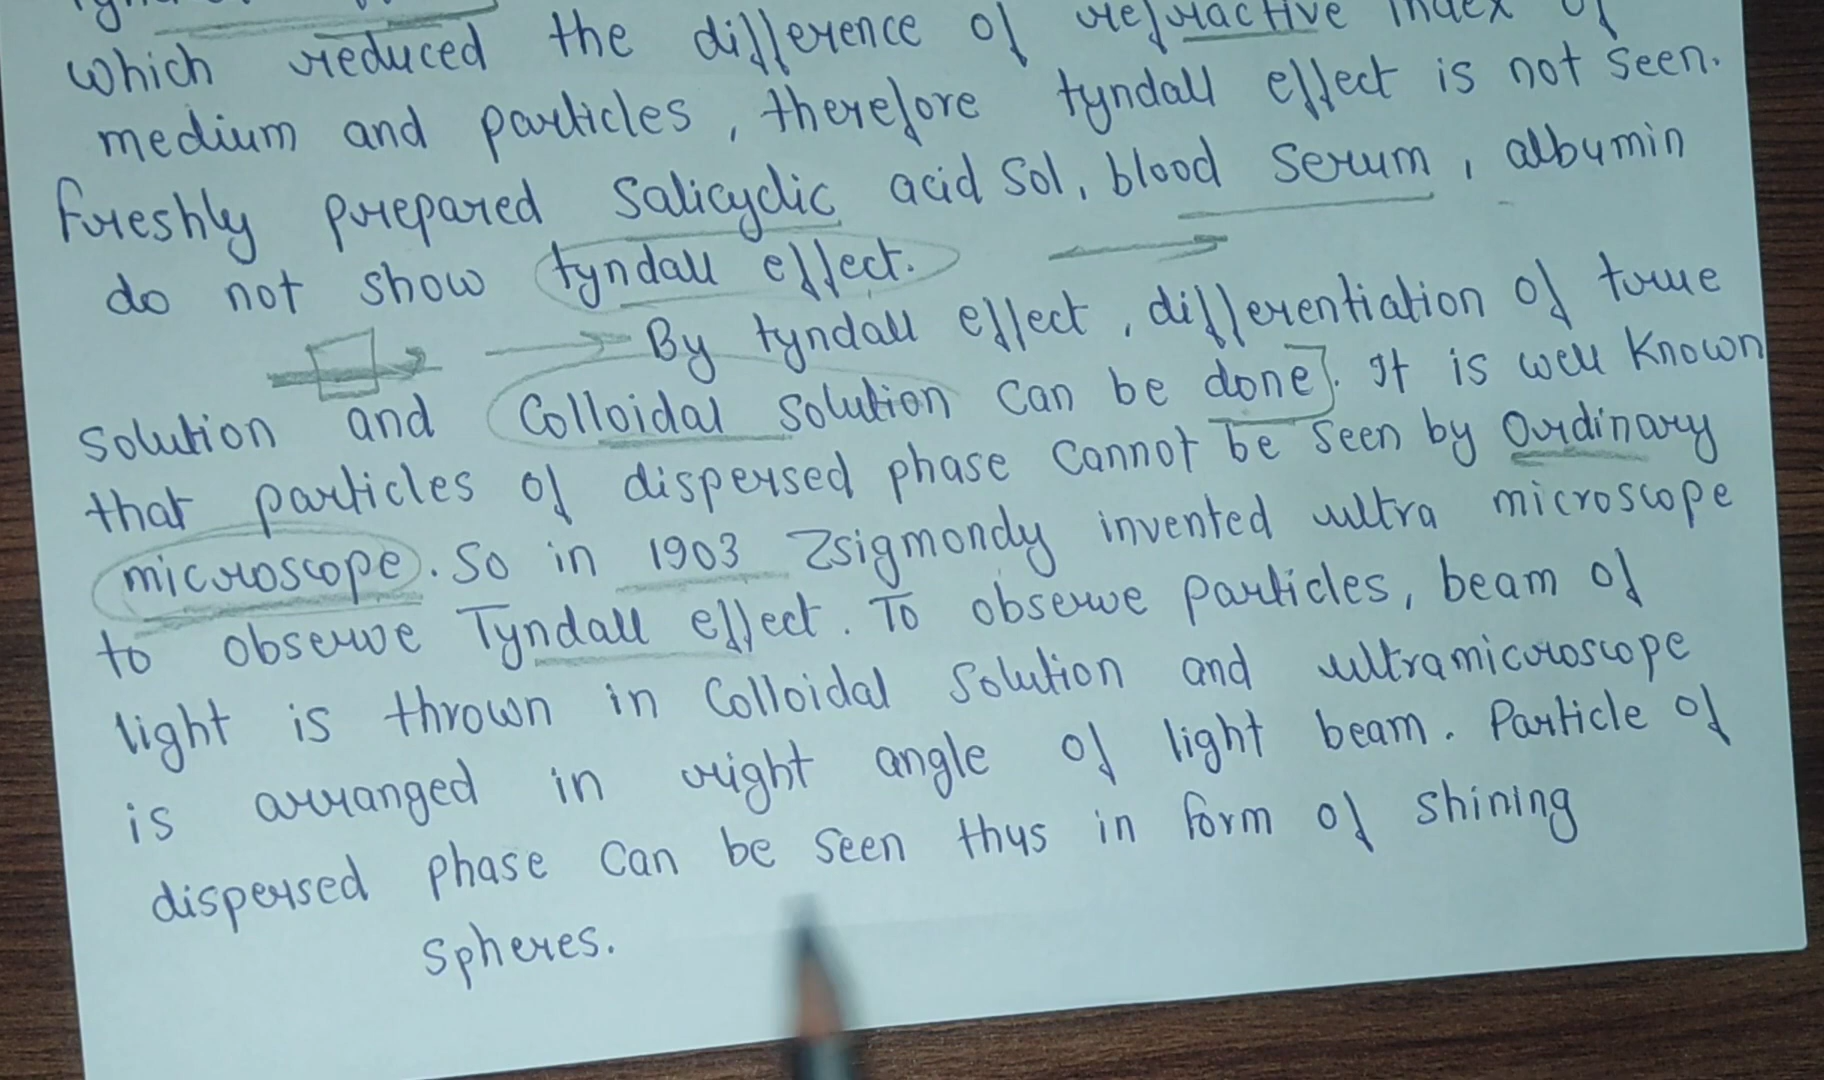 which reduced the difference of refractive index of
medium and particles, therefore tyndall effect is not seen.
freshly prepared salicyclic acid sol, blood serum, albumin
do not show tyndall effect.
By tyndall effect, differentiation of true
solution and colloidal solution can be done. It is well known
that particles of dispersed phase cannot be seen by ordinary
microscope. So in 1903 Zsigmondy invented ultra microscope
to observe Tyndall effect. To observe particles, beam of
light is thrown in colloidal solution and ultramicroscope
is arranged in right angle of light beam. Particle of
dispersed phase can be seen thus in form of shining
spheres.